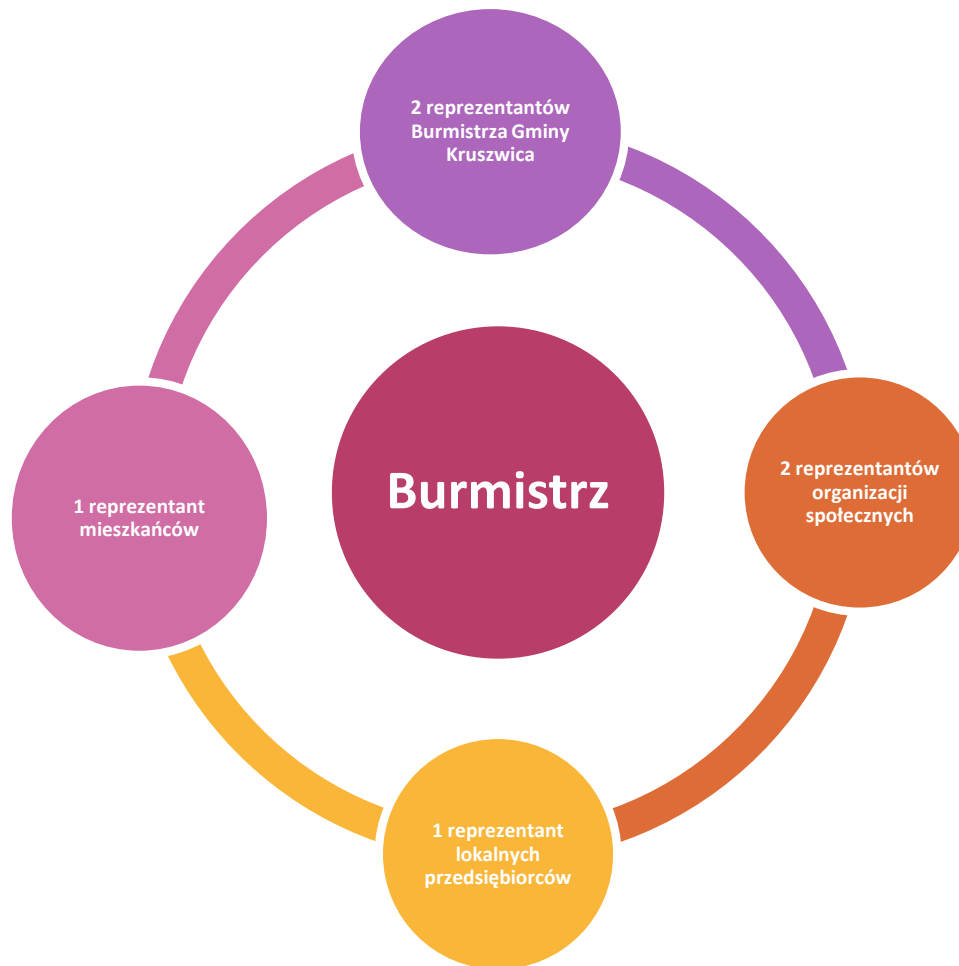 2 reprezentantów
Burmistrza Gminy
Kruszwica
Burmistrz
2 reprezentantów
organizacji
społecznych
1 reprezentant
mieszkańców
1 reprezentant
lokalnych
przedsiębiorców